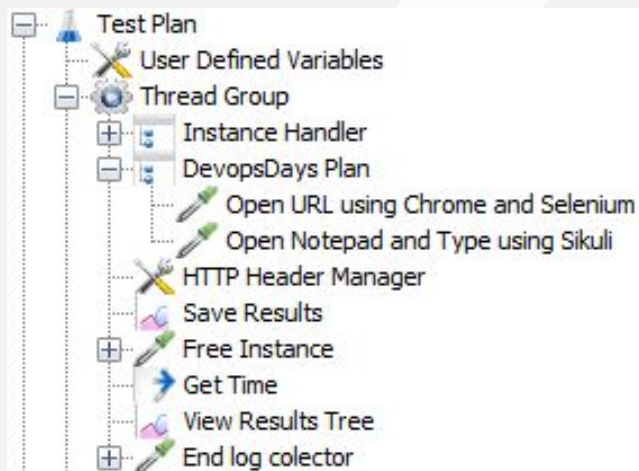 Test Plan
User Defined Variables
Thread Group
Instance Handler
DevopsDays Plan
Open URL using Chrome and Selenium
Open Notepad and Type using Sikuli
HTTP Header Manager
Save Results
Free Instance
Get Time
View Results Tree
End log colector